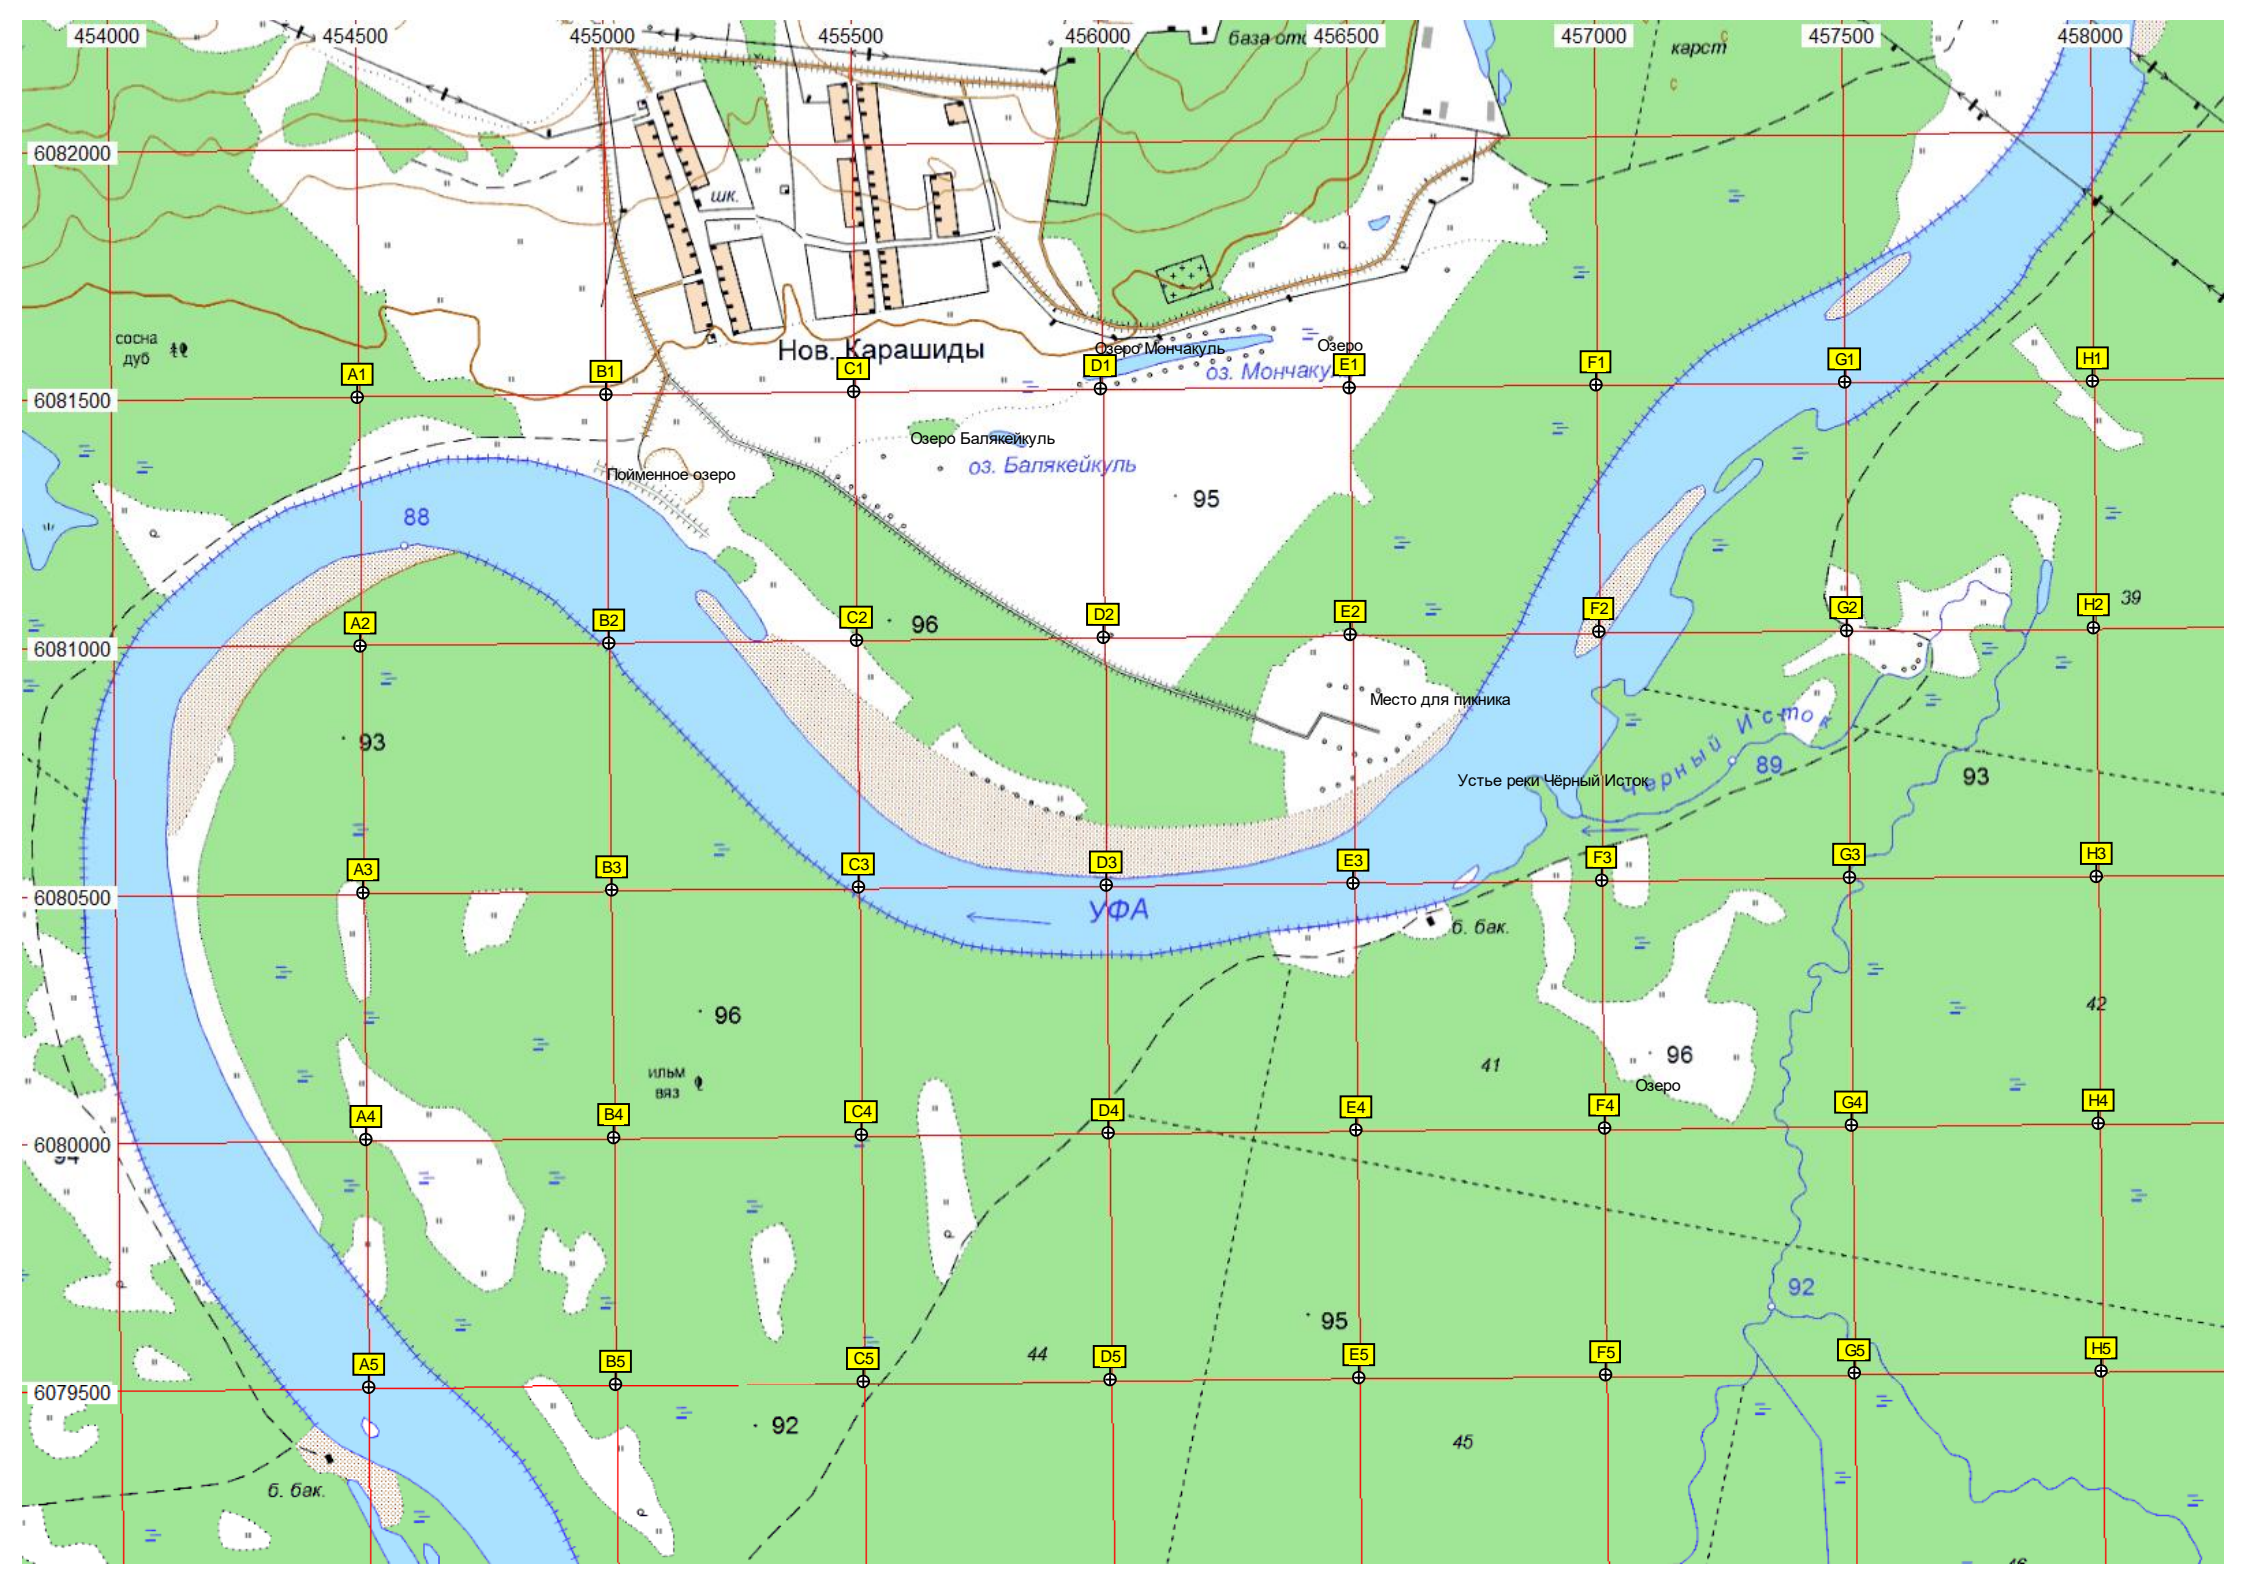 454000 454500 455000 455500 456000 456500 457000 457500 458000
база отд
карст
6082000
шк.
сосна
дуб
Нов. Карашиды
Озеро Мончакуль
Озеро
оз. Мончаку
A1 B1 C1 D1 E1 F1 G1 H1
6081500
Озеро Балякейкуль
оз. Балякейкуль
Пойменное озеро
95
88
A2 B2 C2 D2 E2 F2 G2 H2
39
96
6081000
Место для пикника
93
Черный Исток
89
93
Устье реки Чёрный Исток
A3 B3 C3 D3 E3 F3 G3 H3
6080500
УФА
б. бак.
42
96
96
41
ильм
вяз
Озеро
A4 B4 C4 D4 E4 F4 G4 H4
6080000
92
95
44
A5 B5 C5 D5 E5 F5 G5 H5
6079500
92
45
б. бак.